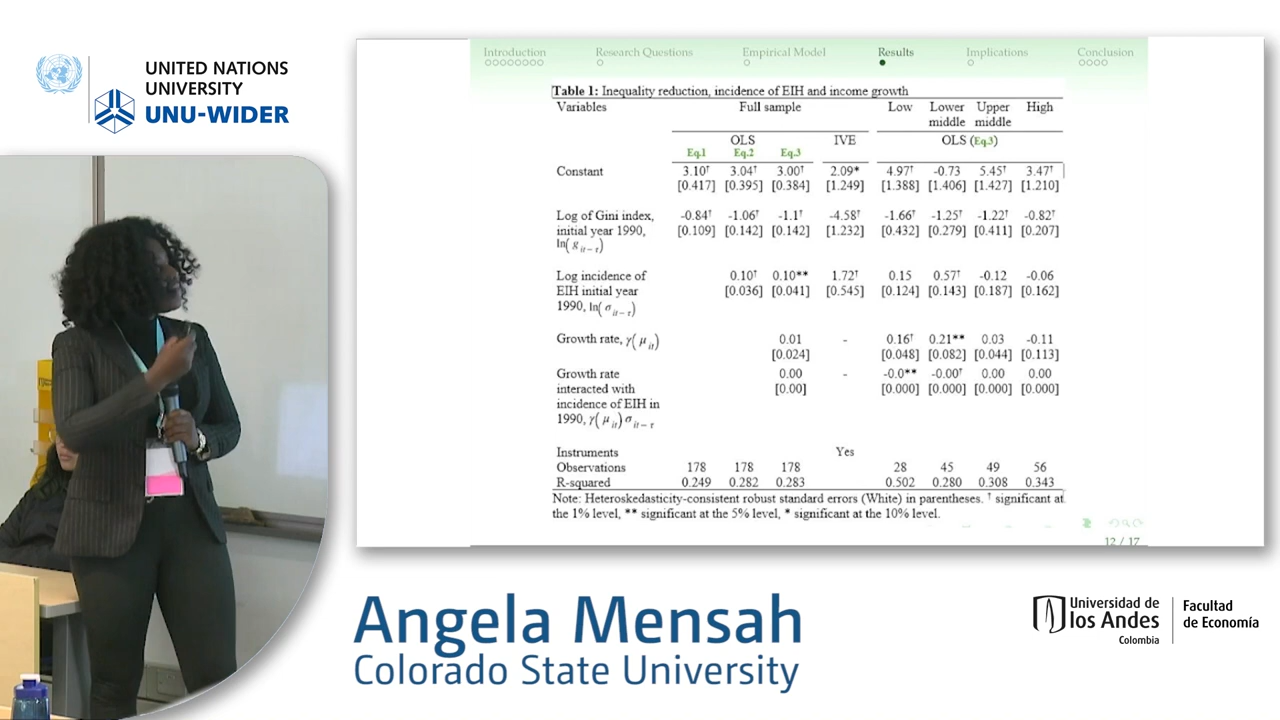 UNITED NATIONS
UNIVERSITY
UNU-WIDER
Introduction Research Questions Empirical Model Results Implications Conclusion
Table 1: Inequality reduction, incidence of EIH and income growth
Variables Full sample Low Lower middle Upper middle High
OLS IVE OLS (Eq.3)
Eq.1 Eq.2 Eq.3
Constant 3.10† 3.04† 3.00† 2.09* 4.97† -0.73 5.45† 3.47†
[0.417] [0.395] [0.384] [1.249] [1.388] [1.406] [1.427] [1.210]
Log of Gini index, -0.84† -1.06† -1.1† -4.58† -1.66† -1.25† -1.22† -0.82†
initial year 1990, [0.109] [0.142] [0.142] [1.232] [0.432] [0.279] [0.411] [0.207]
ln(g it−τ)
Log incidence of 0.10† 0.10** 1.72† 0.15 0.57† -0.12 -0.06
EIH initial year [0.036] [0.041] [0.545] [0.124] [0.143] [0.187] [0.162]
1990, ln(σ it−τ)
Growth rate, γ(μ it) 0.01 - 0.16† 0.21** 0.03 -0.11
[0.024] [0.048] [0.082] [0.044] [0.113]
Growth rate 0.00 - -0.0** -0.00† 0.00 0.00
interacted with [0.00] [0.000] [0.000] [0.000] [0.000]
incidence of EIH in
1990, γ(μ it) σ it−τ
Instruments Yes
Observations 178 178 178 28 45 49 56
R-squared 0.249 0.282 0.283 0.502 0.280 0.308 0.343
Note: Heteroskedasticity-consistent robust standard errors (White) in parentheses. † significant at
the 1% level, ** significant at the 5% level, * significant at the 10% level.
12 / 17
Angela Mensah
Colorado State University
Universidad de
los Andes
Colombia
Facultad
de Economía